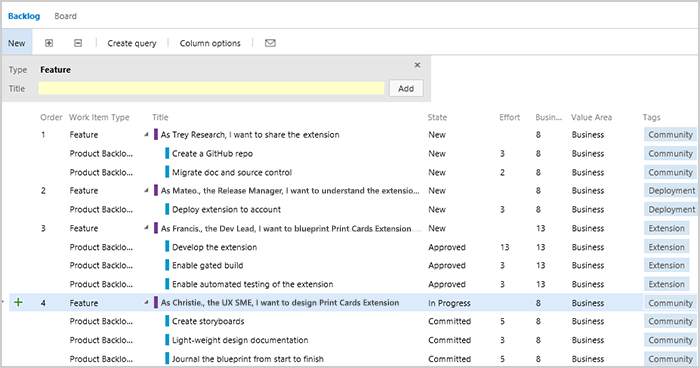 Backlog Board
New Create query Column options
Type Feature ×
Title Add
Order Work Item Type Title State Effort Busin... Value Area Tags
1 Feature As Trey Research, I want to share the extension New 8 Business Community
Product Backlo... Create a GitHub repo New 3 8 Business Community
Product Backlo... Migrate doc and source control New 2 8 Business Community
2 Feature As Mateo., the Release Manager, I want to understand the extensio... New 8 Business Deployment
Product Backlo... Deploy extension to account New 3 8 Business Deployment
3 Feature As Francis., the Dev Lead, I want to blueprint Print Cards Extension New 13 Business Extension
Product Backlo... Develop the extension Approved 13 13 Business Extension
Product Backlo... Enable gated build Approved 3 13 Business Extension
Product Backlo... Enable automated testing of the extension Approved 3 13 Business Extension
4 Feature As Christie., the UX SME, I want to design Print Cards Extension In Progress 8 Business Community
Product Backlo... Create storyboards Committed 5 8 Business Community
Product Backlo... Light-weight design documentation Committed 3 8 Business Community
Product Backlo... Journal the blueprint from start to finish Committed 5 8 Business Community